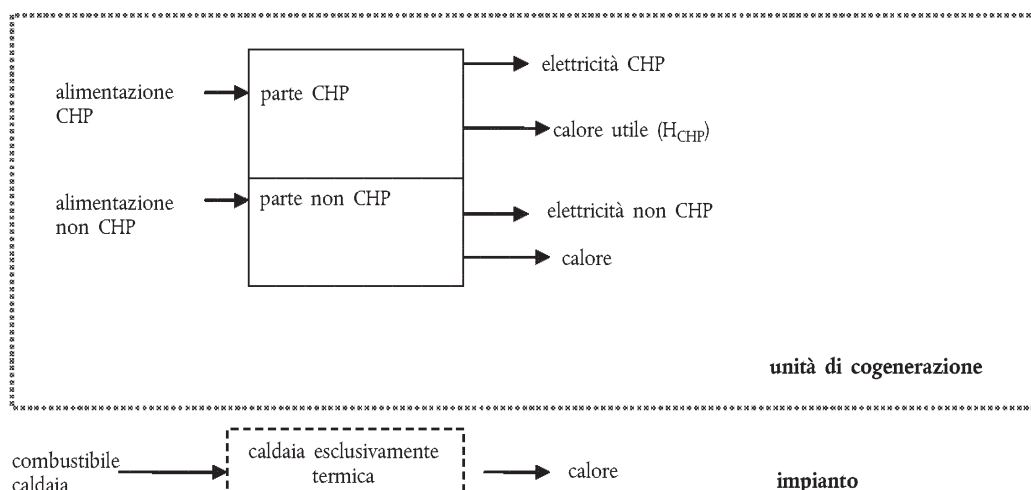 elettricità CHP
alimentazione
CHP
parte CHP
calore utile (HCHP)
alimentazione
non CHP
parte non CHP
elettricità non CHP
calore
unità di cogenerazione
combustibile
caldaia
caldaia esclusivamente
termica
calore
impianto